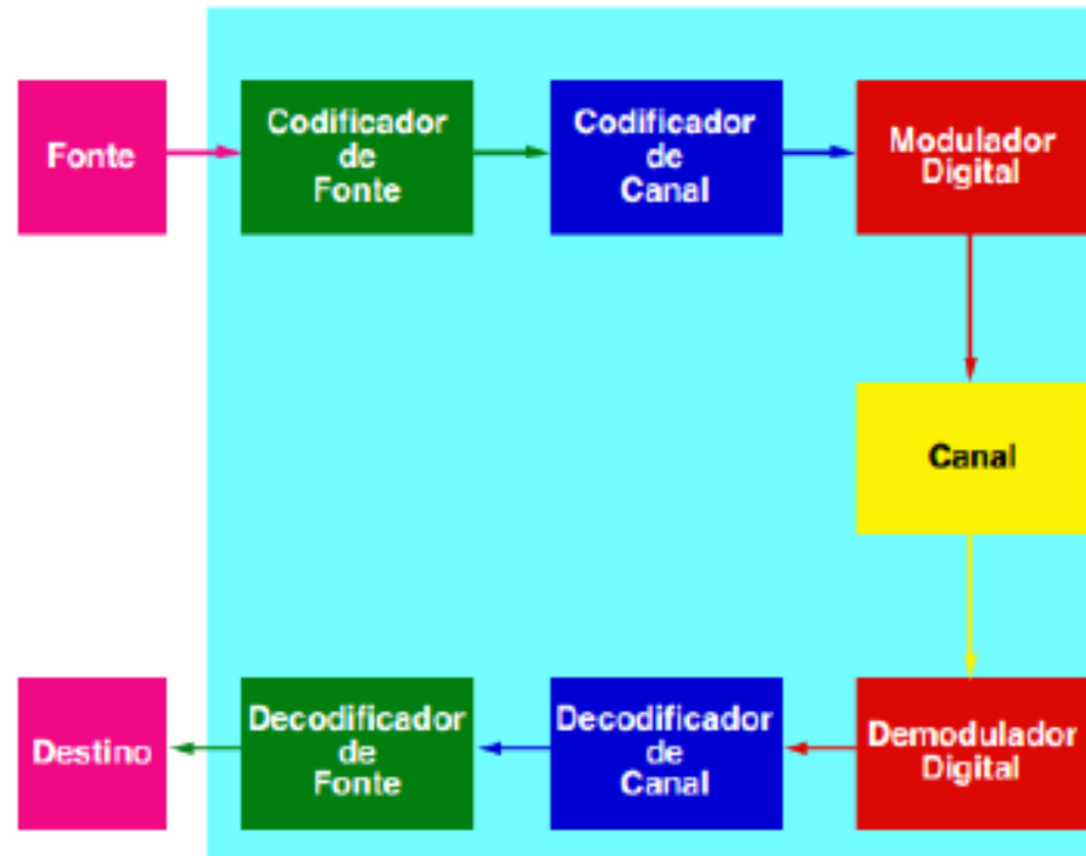 Fonte
Codificador
de
Fonte
Codificador
de
Canal
Modulador
Digital
Canal
Destino
Decodificador
de
Fonte
Decodificador
de
Canal
Demodulador
Digital